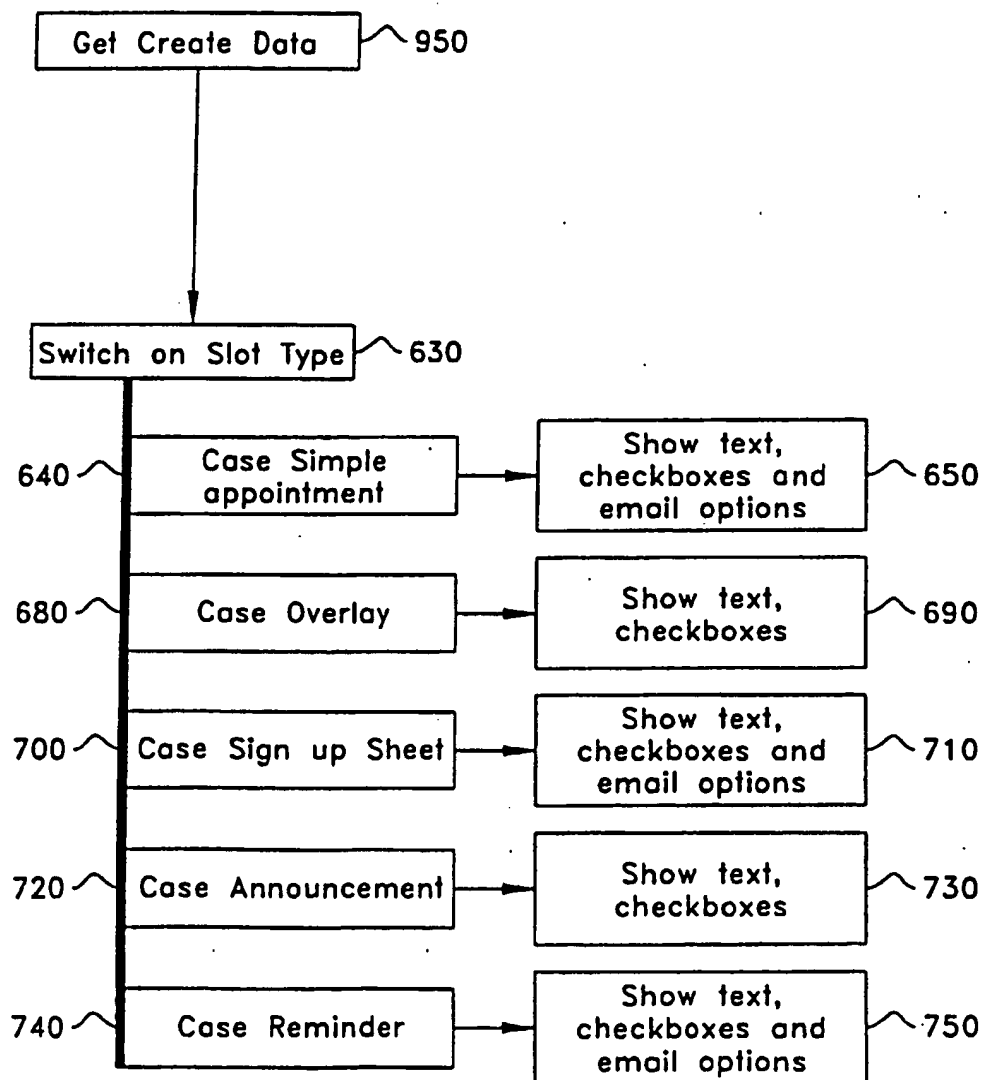 Get Create Data
950
Switch on Slot Type
630
640
Case Simple
appointment
Show text,
checkboxes and
email options
650
680
Case Overlay
Show text,
checkboxes
690
700
Case Sign up Sheet
Show text,
checkboxes and
email options
710
720
Case Announcement
Show text,
checkboxes
730
740
Case Reminder
Show text,
checkboxes and
email options
750